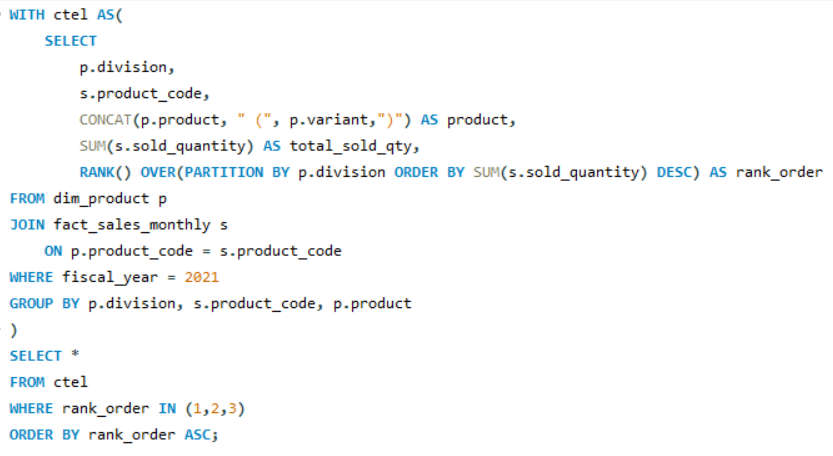 WITH ctel AS(
SELECT
p.division,
s.product_code,
CONCAT(p.product, " (", p.variant,")") AS product,
SUM(s.sold_quantity) AS total_sold_qty,
RANK() OVER(PARTITION BY p.division ORDER BY SUM(s.sold_quantity) DESC) AS rank_order
FROM dim_product p
JOIN fact_sales_monthly s
ON p.product_code = s.product_code
WHERE fiscal_year = 2021
GROUP BY p.division, s.product_code, p.product
)
SELECT *
FROM ctel
WHERE rank_order IN (1,2,3)
ORDER BY rank_order ASC;